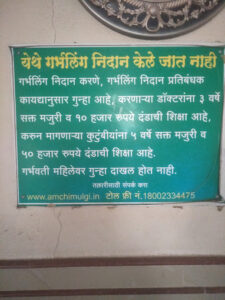 येथे गर्भलिंग निदान केले जात नाही
गर्भलिंग निदान करणे, गर्भलिंग निदान प्रतिबंधक
कायद्यानुसार गुन्हा आहे, करणाऱ्या डॉक्टरांना ३ वर्षे
सक्त मजुरी व १० हजार रुपये दंडाची शिक्षा आहे,
करुन मागणाऱ्या कुटुंबीयांना ५ वर्षे सक्त मजुरी व
५० हजार रुपये दंडाची शिक्षा आहे.
गर्भवती महिलेवर गुन्हा दाखल होत नाही.
तक्रारीसाठी संपर्क करा
www.amchimulgi.in टोल फ्री नं.18002334475